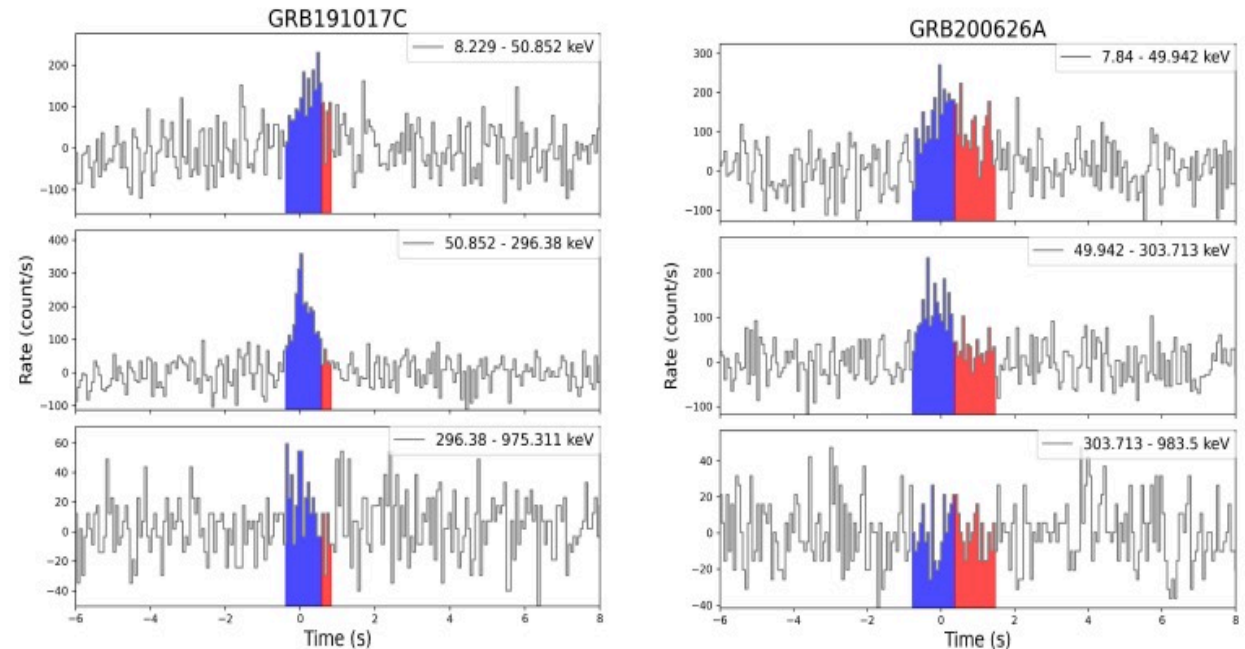 GRB191017C
8.229 - 50.852 keV
200
100
0
−100
50.852 - 296.38 keV
400
300
200
100
0
−100
Rate (count/s)
296.38 - 975.311 keV
60
40
20
0
−20
−40
−6 −4 −2 0 2 4 6 8
Time (s)
GRB200626A
7.84 - 49.942 keV
300
200
100
0
−100
49.942 - 303.713 keV
200
100
0
−100
Rate (count/s)
303.713 - 983.5 keV
40
20
0
−20
−40
−6 −4 −2 0 2 4 6 8
Time (s)